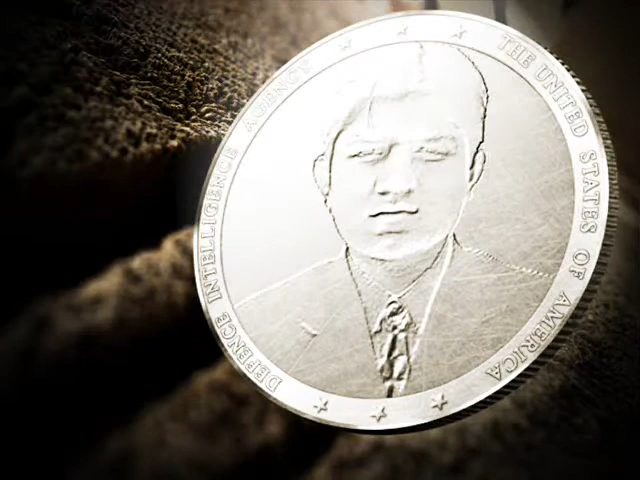 DEFENCE INTELLIGENCE AGENCY
THE UNITED STATES OF AMERICA